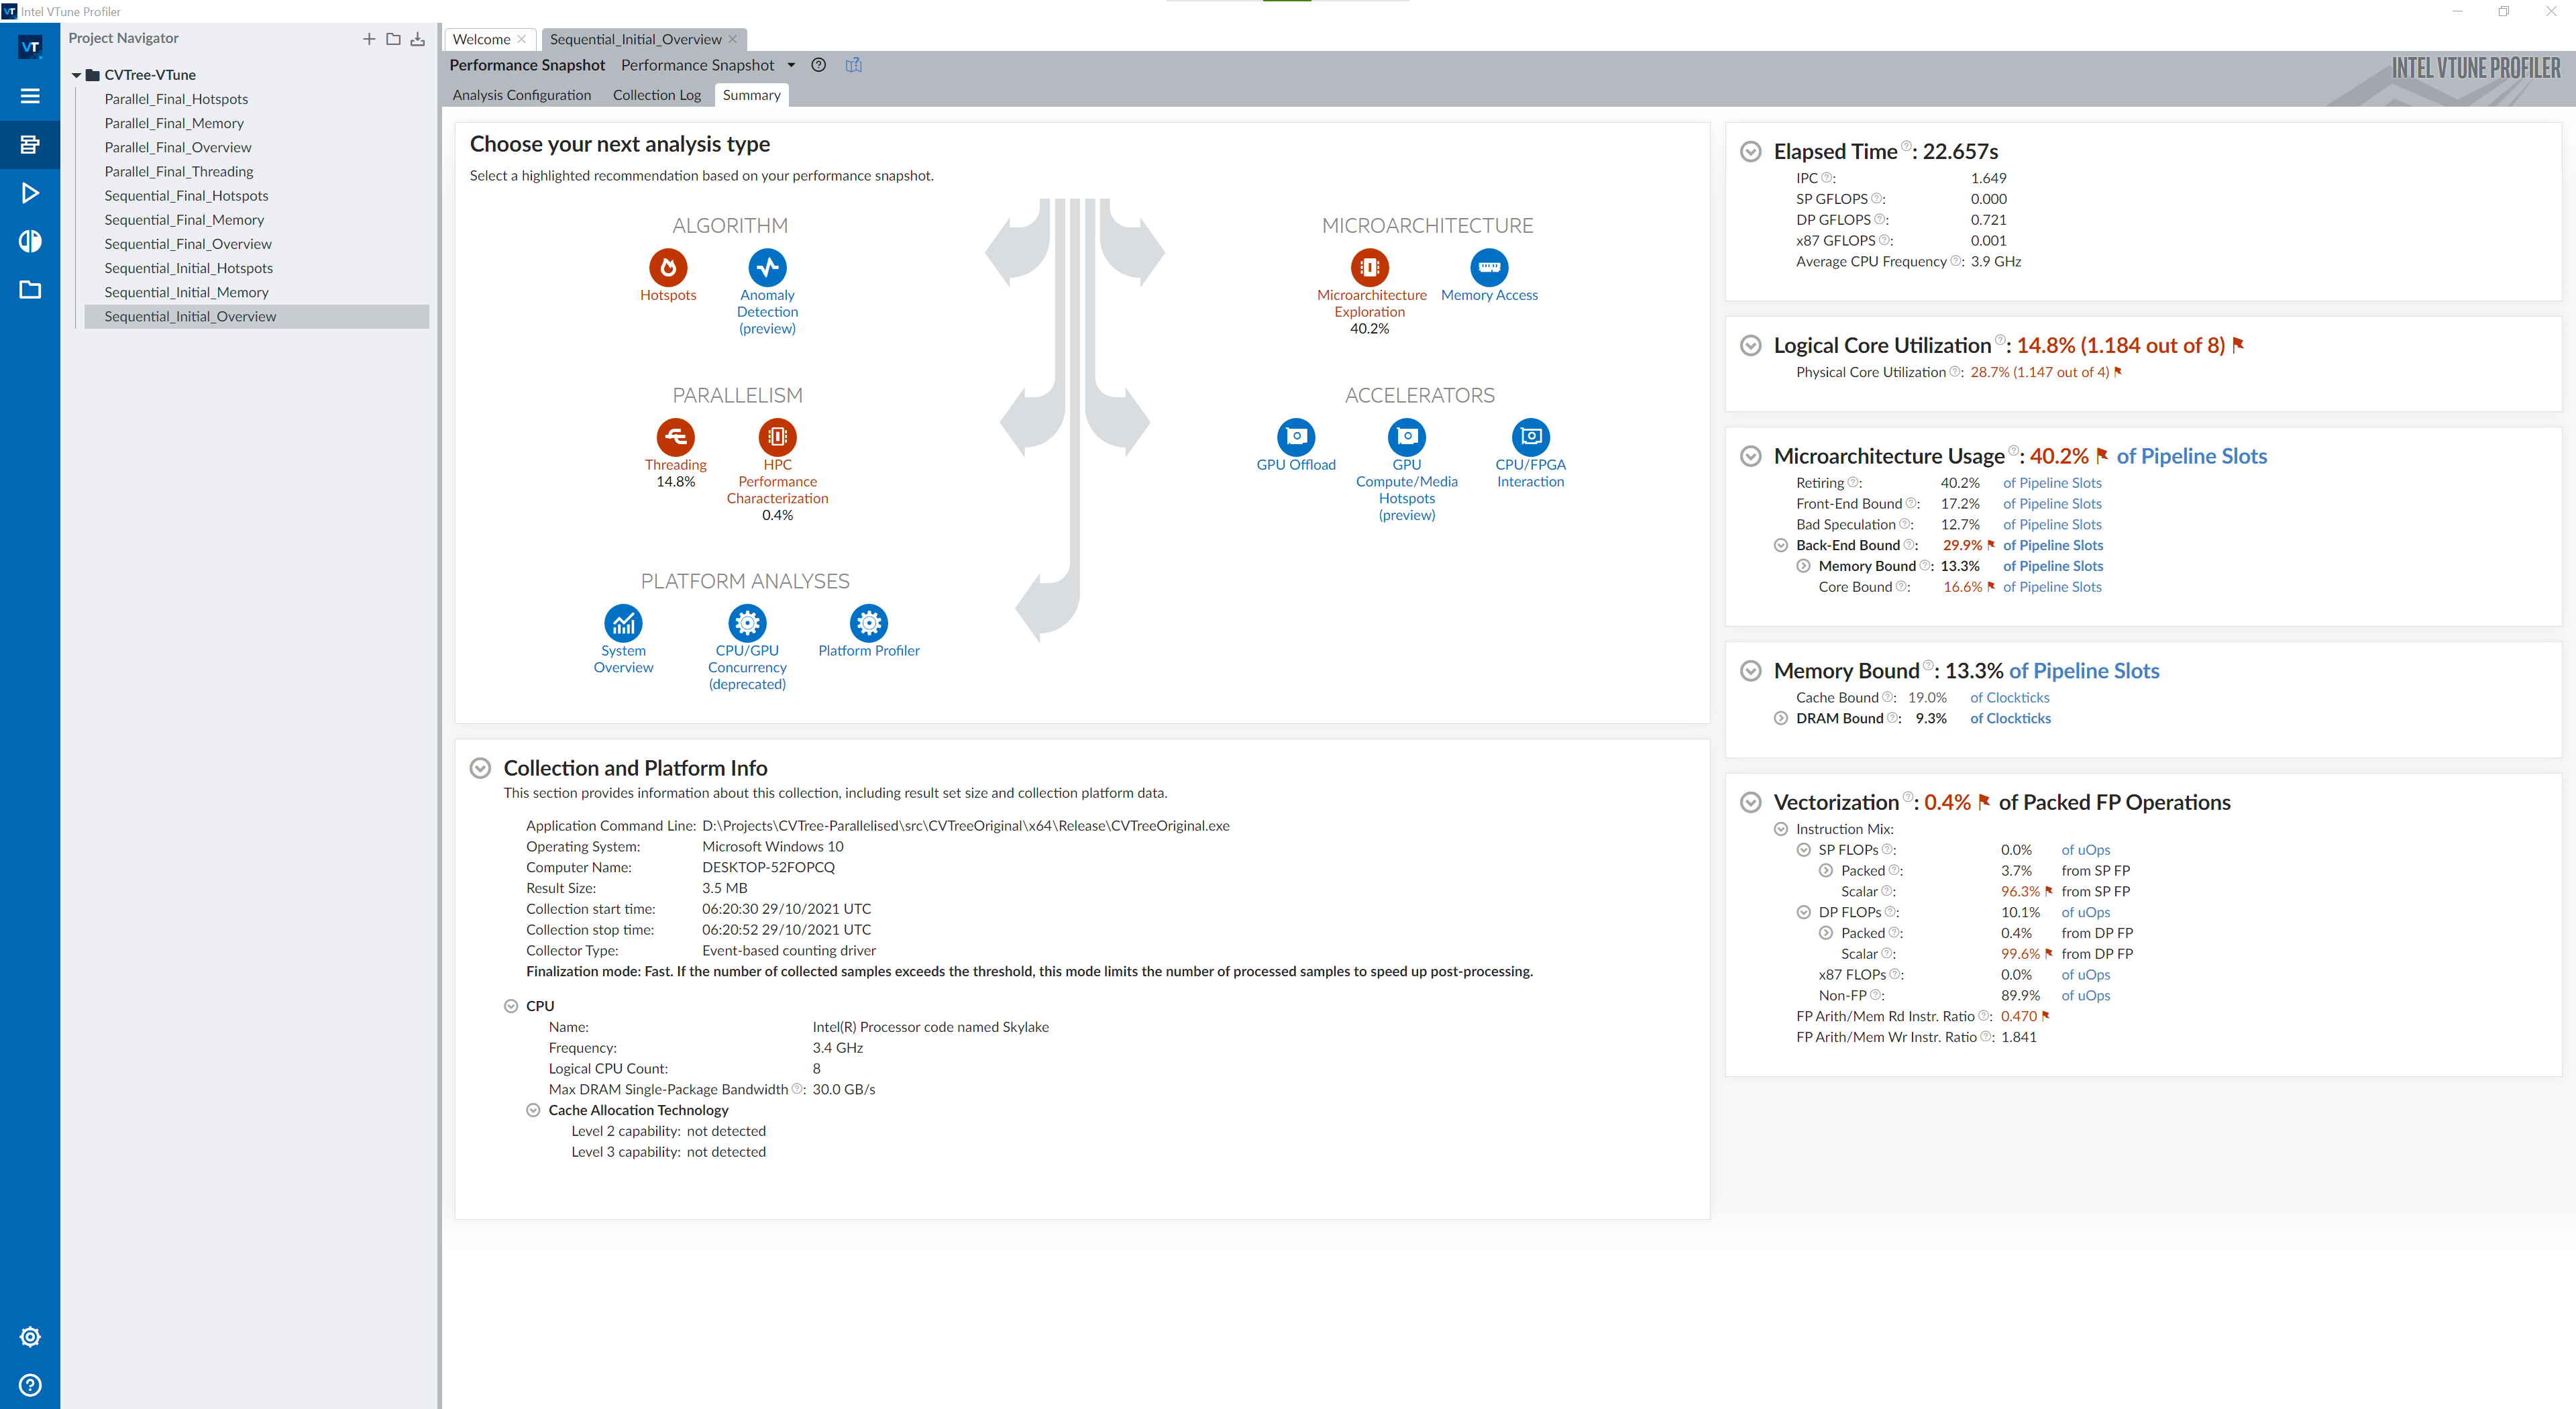 VT Intel VTune Profiler
VT
Project Navigator
CVTree-VTune
Parallel_Final_Hotspots
Parallel_Final_Memory
Parallel_Final_Overview
Parallel_Final_Threading
Sequential_Final_Hotspots
Sequential_Final_Memory
Sequential_Final_Overview
Sequential_Initial_Hotspots
Sequential_Initial_Memory
Sequential_Initial_Overview
Welcome Sequential_Initial_Overview
Performance Snapshot Performance Snapshot
INTEL VTUNE PROFILER
Analysis Configuration Collection Log Summary
Choose your next analysis type
Select a highlighted recommendation based on your performance snapshot.
ALGORITHM
Hotspots
Anomaly
Detection
(preview)
MICROARCHITECTURE
Microarchitecture
Exploration
40.2%
Memory Access
PARALLELISM
Threading
14.8%
HPC
Performance
Characterization
0.4%
ACCELERATORS
GPU Offload
GPU
Compute/Media
Hotspots
(preview)
CPU/FPGA
Interaction
PLATFORM ANALYSES
System
Overview
CPU/GPU
Concurrency
(deprecated)
Platform Profiler
Collection and Platform Info
This section provides information about this collection, including result set size and collection platform data.
Application Command Line: D:\Projects\CVTree-Parallelised\src\CVTreeOriginal\x64\Release\CVTreeOriginal.exe
Operating System: Microsoft Windows 10
Computer Name: DESKTOP-52FOPCQ
Result Size: 3.5 MB
Collection start time: 06:20:30 29/10/2021 UTC
Collection stop time: 06:20:52 29/10/2021 UTC
Collector Type: Event-based counting driver
Finalization mode: Fast. If the number of collected samples exceeds the threshold, this mode limits the number of processed samples to speed up post-processing.
CPU
Name: Intel(R) Processor code named Skylake
Frequency: 3.4 GHz
Logical CPU Count: 8
Max DRAM Single-Package Bandwidth ?: 30.0 GB/s
Cache Allocation Technology
Level 2 capability: not detected
Level 3 capability: not detected
Elapsed Time ?: 22.657s
IPC ?: 1.649
SP GFLOPS ?: 0.000
DP GFLOPS ?: 0.721
x87 GFLOPS ?: 0.001
Average CPU Frequency ?: 3.9 GHz
Logical Core Utilization ?: 14.8% (1.184 out of 8)
Physical Core Utilization ?: 28.7% (1.147 out of 4)
Microarchitecture Usage ?: 40.2% of Pipeline Slots
Retiring ?: 40.2% of Pipeline Slots
Front-End Bound ?: 17.2% of Pipeline Slots
Bad Speculation ?: 12.7% of Pipeline Slots
Back-End Bound ?: 29.9% of Pipeline Slots
Memory Bound ?: 13.3% of Pipeline Slots
Core Bound ?: 16.6% of Pipeline Slots
Memory Bound ?: 13.3% of Pipeline Slots
Cache Bound ?: 19.0% of Clockticks
DRAM Bound ?: 9.3% of Clockticks
Vectorization ?: 0.4% of Packed FP Operations
Instruction Mix:
SP FLOPs ?: 0.0% of uOps
Packed ?: 3.7% from SP FP
Scalar ?: 96.3% from SP FP
DP FLOPs ?: 10.1% of uOps
Packed ?: 0.4% from DP FP
Scalar ?: 99.6% from DP FP
x87 FLOPs ?: 0.0% of uOps
Non-FP ?: 89.9% of uOps
FP Arith/Mem Rd Instr. Ratio ?: 0.470
FP Arith/Mem Wr Instr. Ratio ?: 1.841